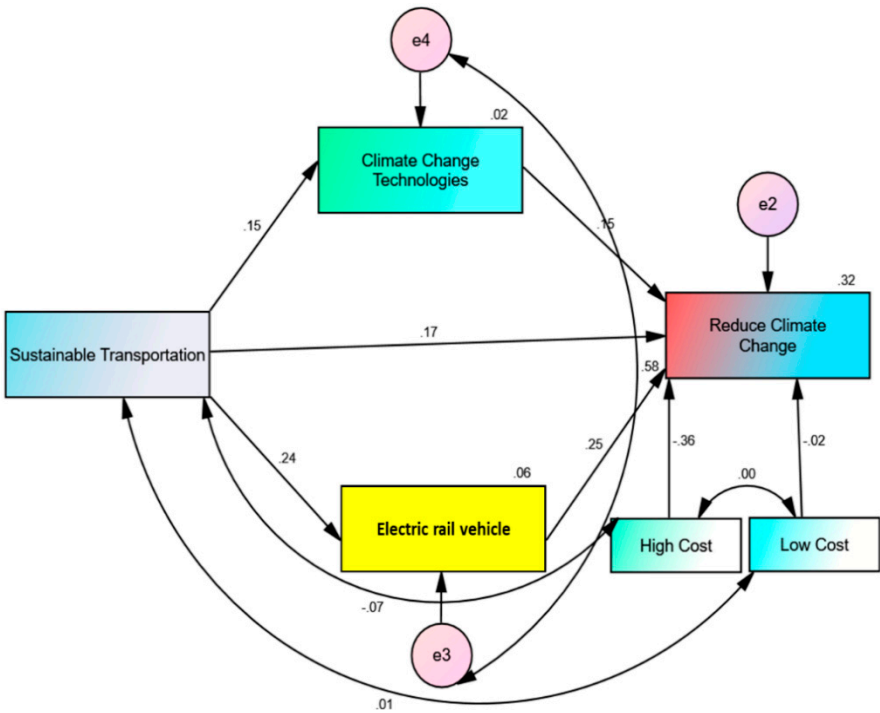 e4
.02
Climate Change
Technologies
e2
.15
.15
.32
Reduce Climate
Change
.17
Sustainable Transportation
.58
.24
.25
-.36
-.02
.06
.00
Electric rail vehicle
High Cost
Low Cost
-.07
e3
.01